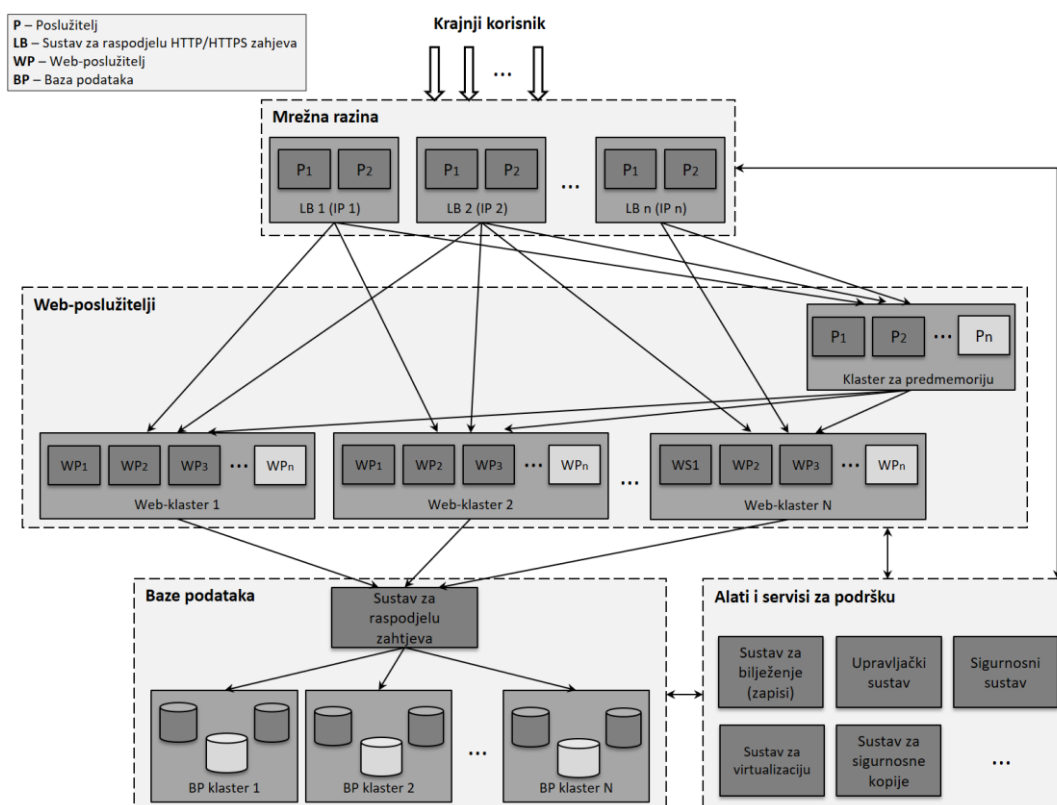 P – Poslužitelj
LB – Sustav za raspodjelu HTTP/HTTPS zahjeva
WP – Web-poslužitelj
BP – Baza podataka
Krajnji korisnik
...
Mrežna razina
P1 P2
LB 1 (IP 1)
P1 P2
LB 2 (IP 2)
...
P1 P2
LB n (IP n)
Web-poslužitelji
P1 P2 ... Pn
Klaster za predmemoriju
WP1 WP2 WP3 ... WPn
Web-klaster 1
WP1 WP2 WP3 ... WPn
Web-klaster 2
...
WS1 WP2 WP3 ... WPn
Web-klaster N
Baze podataka
Sustav za
raspodjelu
zahtjeva
BP klaster 1
BP klaster 2
...
BP klaster N
Alati i servisi za podršku
Sustav za
bilježenje
(zapisi)
Upravljački
sustav
Sigurnosni
sustav
Sustav za
virtualizaciju
Sustav za
sigurnosne
kopije
...